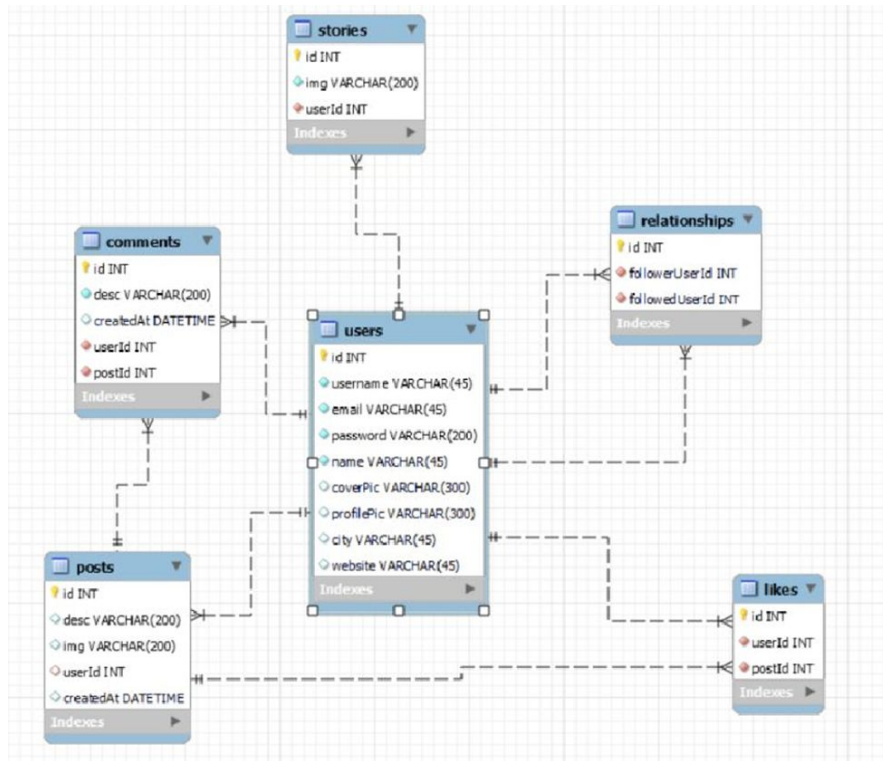 stories
id INT
img VARCHAR(200)
userId INT
Indexes
comments
id INT
desc VARCHAR(200)
createdAt DATETIME
userId INT
postId INT
Indexes
relationships
id INT
followerUserId INT
followedUserId INT
Indexes
users
id INT
username VARCHAR(45)
email VARCHAR(45)
password VARCHAR(200)
name VARCHAR(45)
coverPic VARCHAR(300)
profilePic VARCHAR(300)
city VARCHAR(45)
website VARCHAR(45)
Indexes
posts
id INT
desc VARCHAR(200)
img VARCHAR(200)
userId INT
createdAt DATETIME
Indexes
likes
id INT
userId INT
postId INT
Indexes